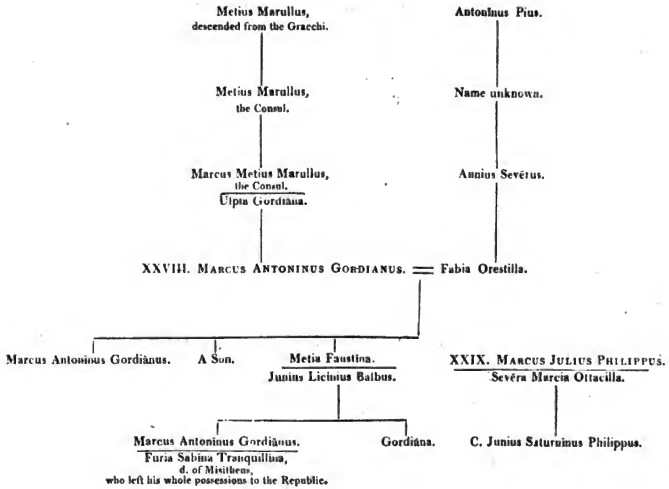 Metius Marullus,
descended from the Gracchi.
Antoninus Pius.
Metius Marullus,
the Consul.
Name unknown.
Marcus Metius Marullus,
the Consul.
Ulpia Gordiāna.
Annius Sevērus.
XXVIII. MARCUS ANTONINUS GORDIANUS. = Fabia Orestilla.
Marcus Antoninus Gordiānus.
A Son.
Metia Faustina.
Junius Licinius Balbus.
XXIX. MARCUS JULIUS PHILIPPUS.
Sevēra Marcia Ottacilla.
Marcus Antoninus Gordiānus.
Furia Sabina Tranquillina,
d. of Misitheus,
who left his whole possessions to the Republic.
Gordiāna.
C. Junius Saturninus Philippus.